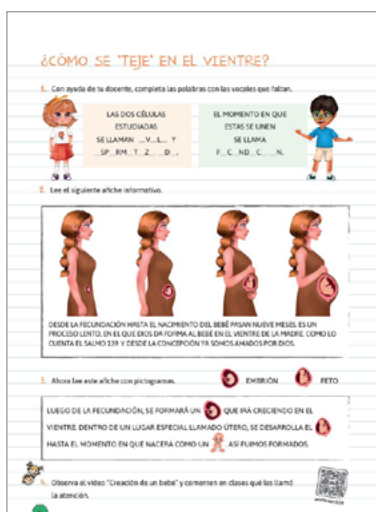 ¿CÓMO SE "TEJE" EN EL VIENTRE?
1. Con ayuda de tu docente, completa las palabras con las vocales que faltan.
LAS DOS CÉLULAS
ESTUDIADAS
SE LLAMAN __V__L__ Y
__SP__RM__T__Z____D__.
EL MOMENTO EN QUE
ESTAS SE UNEN
SE LLAMA
F__C__ND__C____N.
2. Lee el siguiente afiche informativo.
DESDE LA FECUNDACIÓN HASTA EL NACIMIENTO DEL BEBÉ PASAN NUEVE MESES. ES UN
PROCESO LENTO, EN EL QUE DIOS DA FORMA AL BEBÉ EN EL VIENTRE DE LA MADRE, COMO LO
CUENTA EL SALMO 139. Y DESDE LA CONCEPCIÓN YA SOMOS AMADOS POR DIOS.
3. Ahora lee este afiche con pictogramas.
EMBRIÓN
FETO
LUEGO DE LA FECUNDACIÓN, SE FORMARÁ UN QUE IRÁ CRECIENDO EN EL
VIENTRE. DENTRO DE UN LUGAR ESPECIAL LLAMADO ÚTERO, SE DESARROLLA EL
HASTA EL MOMENTO EN QUE NACERÁ COMO UN ASÍ FUIMOS FORMADOS.
4. Observa el video "Creación de un bebé" y comenten en clases qué les llamó
la atención.